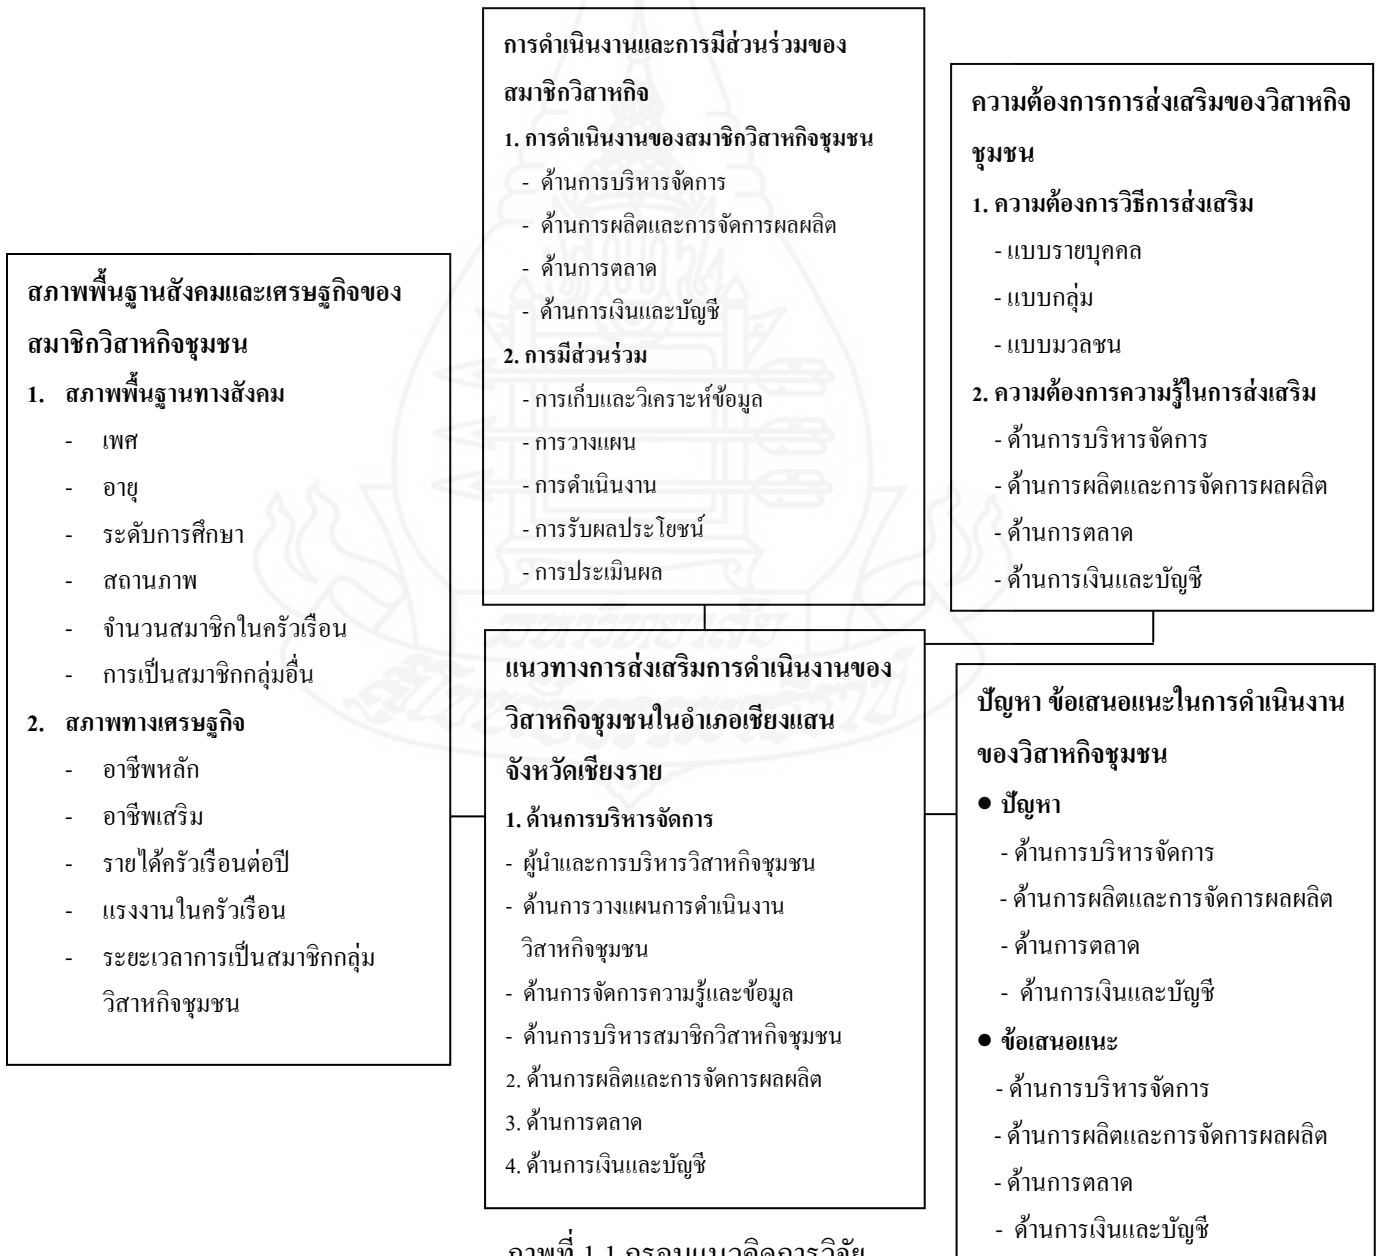 การดำเนินงานและการมีส่วนร่วมของ
สมาชิกวิสาหกิจ
1. การดำเนินงานของสมาชิกวิสาหกิจชุมชน
- ด้านการบริหารจัดการ
- ด้านการผลิตและการจัดการผลผลิต
- ด้านการตลาด
- ด้านการเงินและบัญชี
2. การมีส่วนร่วม
- การเก็บและวิเคราะห์ข้อมูล
- การวางแผน
- การดำเนินงาน
- การรับผลประโยชน์
- การประเมินผล
ความต้องการการส่งเสริมของวิสาหกิจ
ชุมชน
1. ความต้องการวิธีการส่งเสริม
- แบบรายบุคคล
- แบบกลุ่ม
- แบบมวลชน
2. ความต้องการความรู้ในการส่งเสริม
- ด้านการบริหารจัดการ
- ด้านการผลิตและการจัดการผลผลิต
- ด้านการตลาด
- ด้านการเงินและบัญชี
สภาพพื้นฐานสังคมและเศรษฐกิจของ
สมาชิกวิสาหกิจชุมชน
1. สภาพพื้นฐานทางสังคม
- เพศ
- อายุ
- ระดับการศึกษา
- สถานภาพ
- จำนวนสมาชิกในครัวเรือน
- การเป็นสมาชิกกลุ่มอื่น
2. สภาพทางเศรษฐกิจ
- อาชีพหลัก
- อาชีพเสริม
- รายได้ครัวเรือนต่อปี
- แรงงานในครัวเรือน
- ระยะเวลาการเป็นสมาชิกกลุ่ม
วิสาหกิจชุมชน
แนวทางการส่งเสริมการดำเนินงานของ
วิสาหกิจชุมชนในอำเภอเชียงแสน
จังหวัดเชียงราย
1. ด้านการบริหารจัดการ
- ผู้นำและการบริหารวิสาหกิจชุมชน
- ด้านการวางแผนการดำเนินงาน
วิสาหกิจชุมชน
- ด้านการจัดการความรู้และข้อมูล
- ด้านการบริหารสมาชิกวิสาหกิจชุมชน
2. ด้านการผลิตและการจัดการผลผลิต
3. ด้านการตลาด
4. ด้านการเงินและบัญชี
ปัญหา ข้อเสนอแนะในการดำเนินงาน
ของวิสาหกิจชุมชน
● ปัญหา
- ด้านการบริหารจัดการ
- ด้านการผลิตและการจัดการผลผลิต
- ด้านการตลาด
- ด้านการเงินและบัญชี
● ข้อเสนอแนะ
- ด้านการบริหารจัดการ
- ด้านการผลิตและการจัดการผลผลิต
- ด้านการตลาด
- ด้านการเงินและบัญชี
ภาพที่ 1.1 กรอบแนวคิดการวิจัย
มหาวิทยาลัย
สุโขทัยธรรมาธิราช